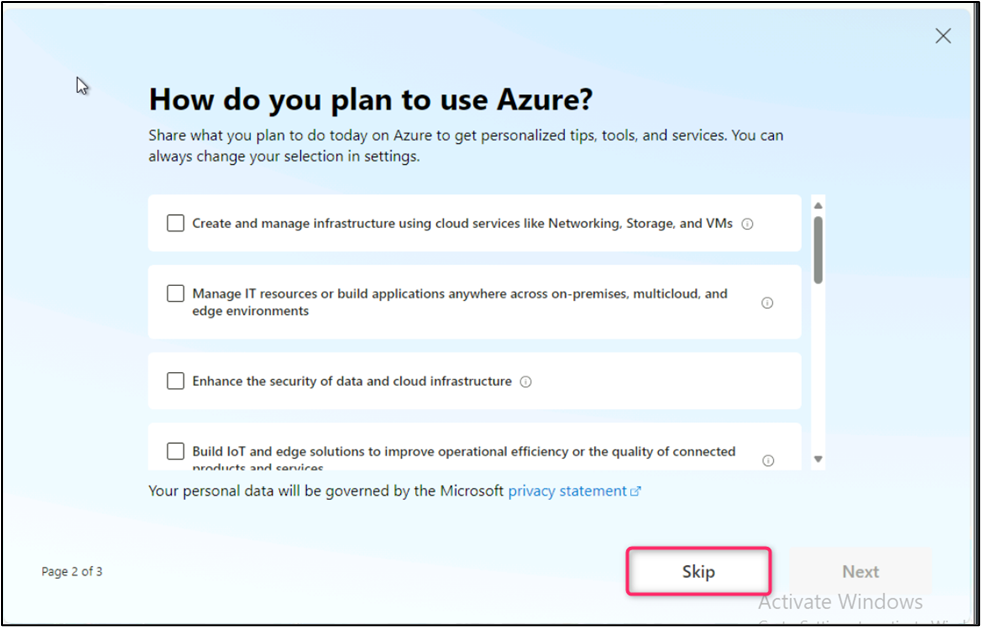 How do you plan to use Azure?
Share what you plan to do today on Azure to get personalized tips, tools, and services. You can
always change your selection in settings.
Create and manage infrastructure using cloud services like Networking, Storage, and VMs
Manage IT resources or build applications anywhere across on-premises, multicloud, and
edge environments
Enhance the security of data and cloud infrastructure
Build IoT and edge solutions to improve operational efficiency or the quality of connected
products and services
Your personal data will be governed by the Microsoft privacy statement
Page 2 of 3
Skip
Next
Activate Windows